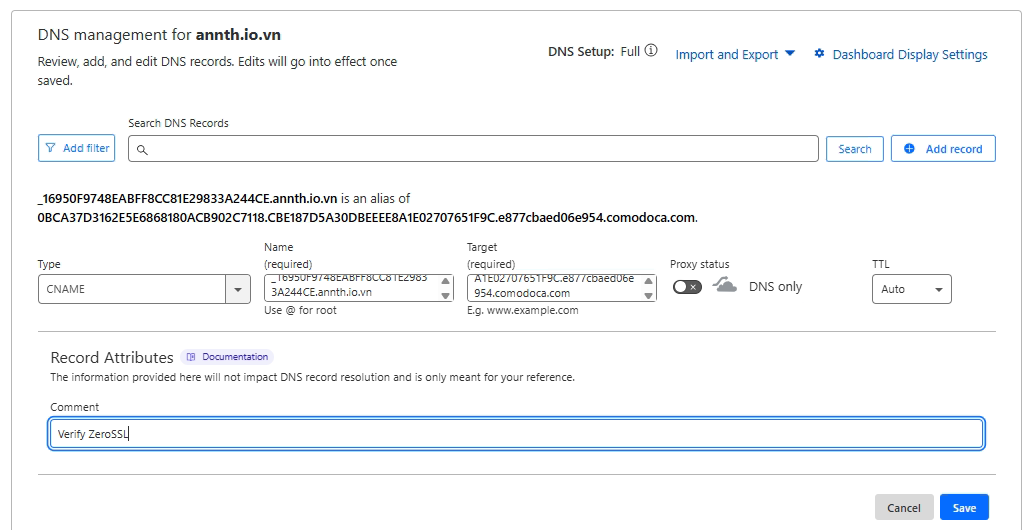 DNS management for annth.io.vn
Review, add, and edit DNS records. Edits will go into effect once
saved.
DNS Setup: Full
Import and Export
Dashboard Display Settings
Search DNS Records
Add filter
Search
Add record
_16950F9748EABFF8CC81E29833A244CE.annth.io.vn is an alias of
0BCA37D3162E5E6868180ACB902C7118.CBE187D5A30DBEEEE8A1E02707651F9C.e877cbaed06e954.comodoca.com.
Type
Name
(required)
Target
(required)
Proxy status
TTL
CNAME
_16950F9748EABFF8CC81E2983
3A244CE.annth.io.vn
A1E02707651F9C.e877cbaed06e
954.comodoca.com
DNS only
Auto
Use @ for root
E.g. www.example.com
Record Attributes
Documentation
The information provided here will not impact DNS record resolution and is only meant for your reference.
Comment
Verify ZeroSSL
Cancel
Save